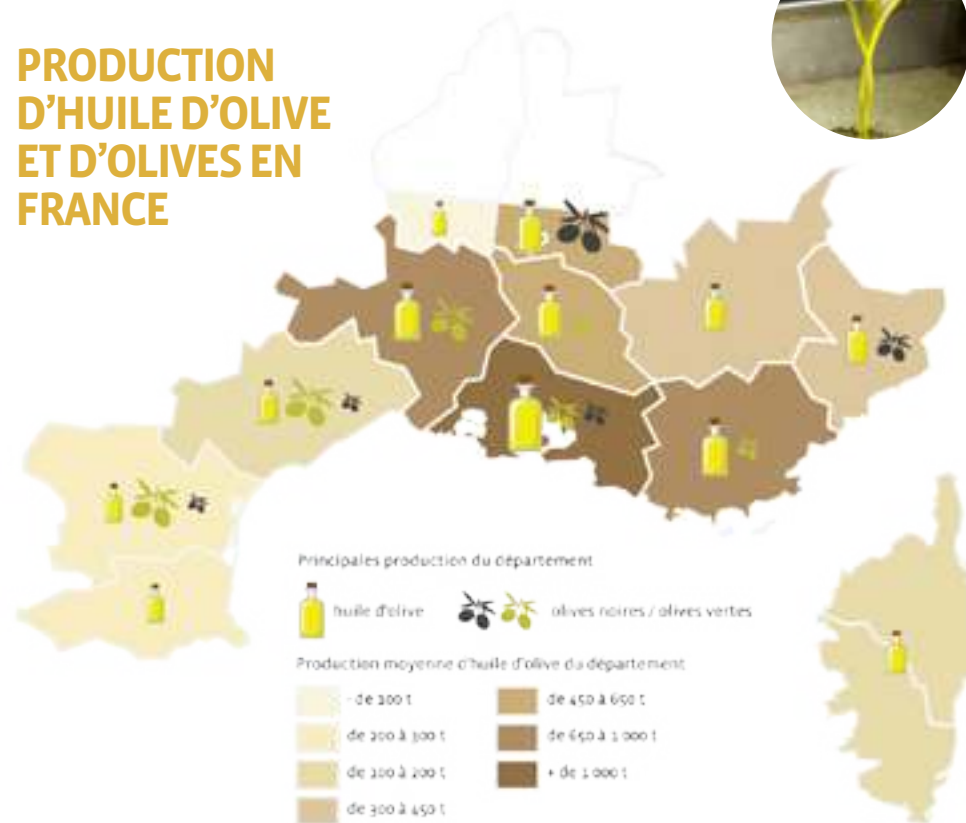 PRODUCTION
D'HUILE D'OLIVE
ET D'OLIVES EN
FRANCE
Principales production du département
huile d'olive
olives noires / olives vertes
Production moyenne d'huile d'olive du département
- de 100 t
de 200 à 300 t
de 100 à 200 t
de 300 à 450 t
de 450 à 650 t
de 650 à 1 000 t
+ de 1 000 t